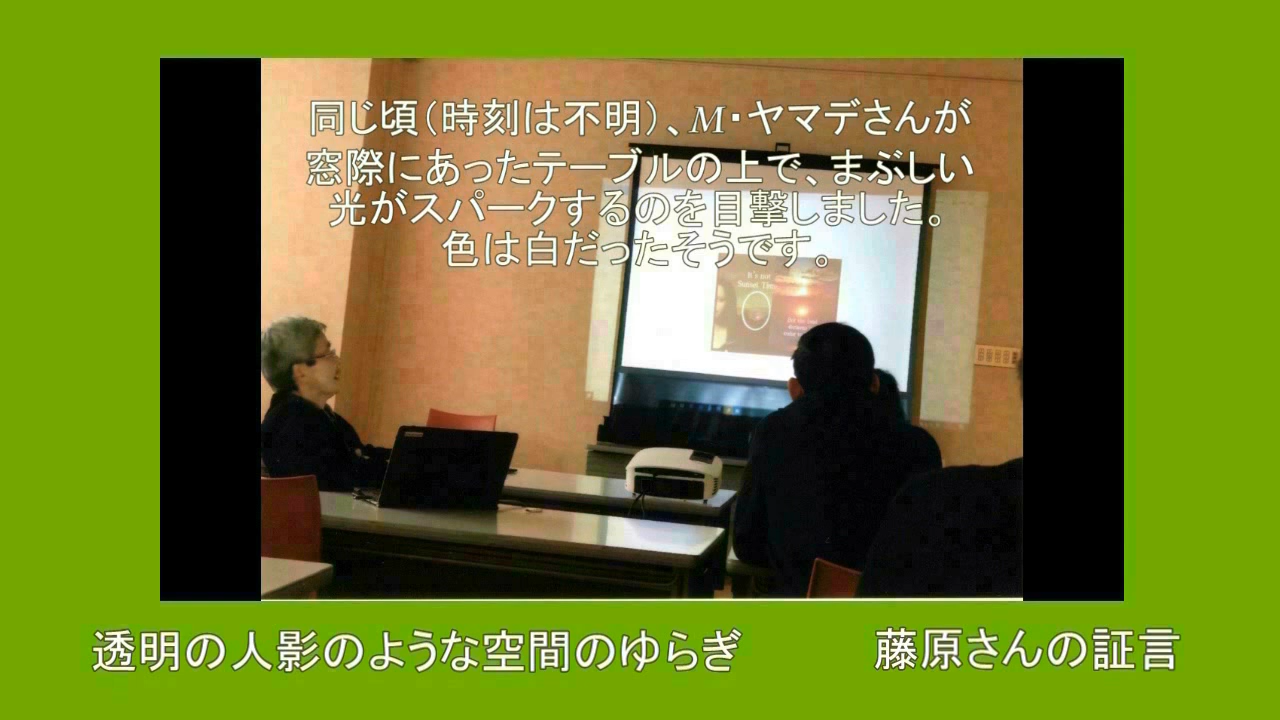 同じ頃（時刻は不明）、M・ヤマデさんが
窓際にあったテーブルの上で、まぶしい
光がスパークするのを目撃しました。
色は白だったそうです。
It's not
Sunset Time
透明の人影のような空間のゆらぎ
藤原さんの証言